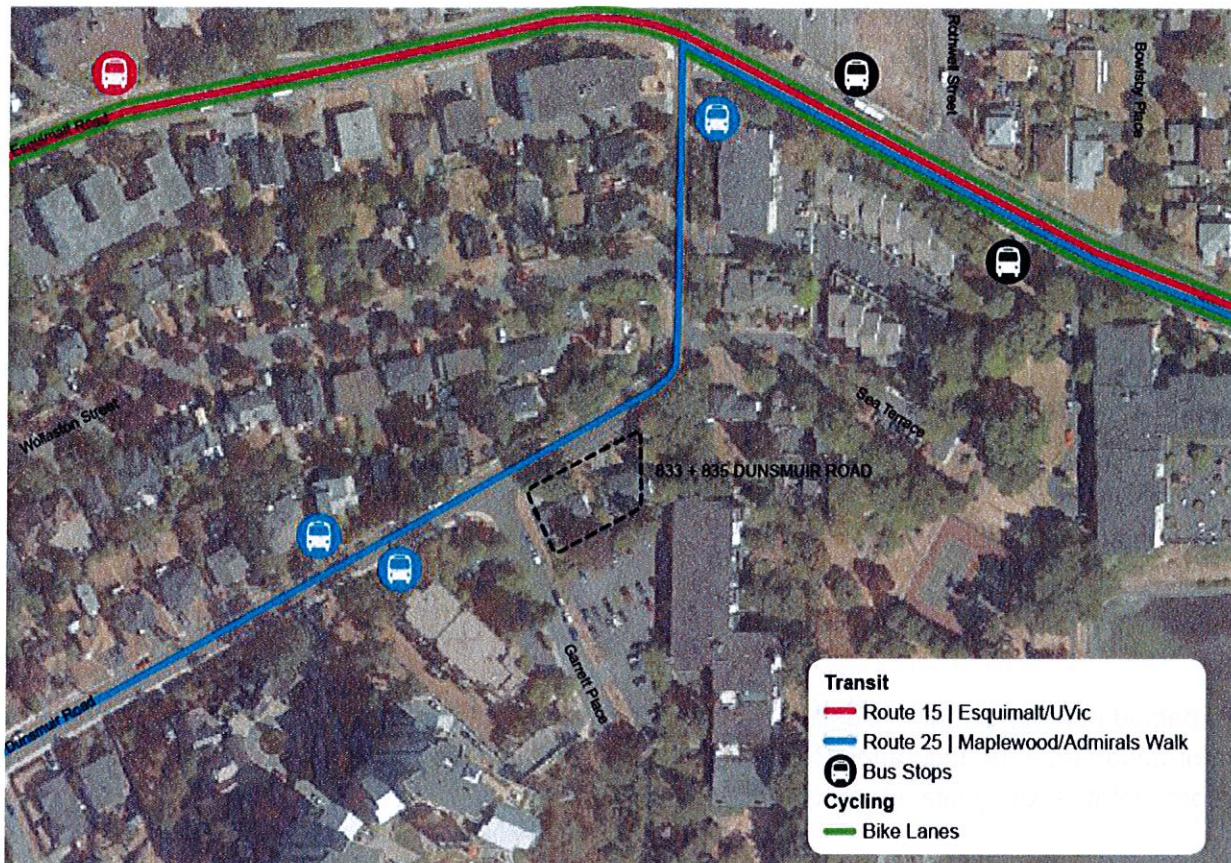 Rothwell Street
Bowlsby Place
Esquimalt Road
Wollaston Street
Sea Terrace
833 + 835 DUNSMUIR ROAD
Garrett Place
Dunsmuir Road
Transit
Route 15 | Esquimalt/UVic
Route 25 | Maplewood/Admirals Walk
Bus Stops
Cycling
Bike Lanes